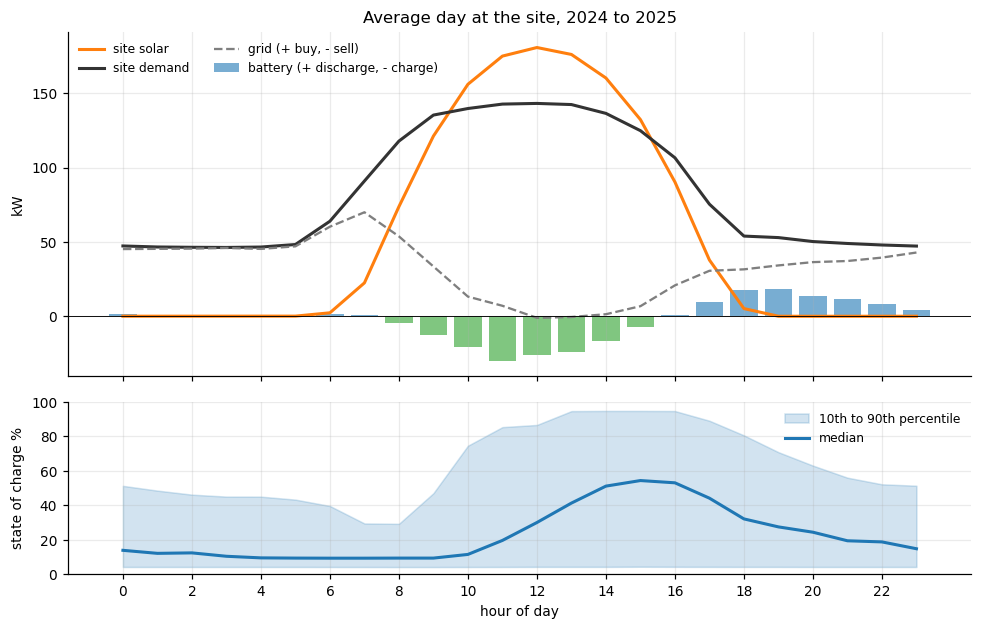 Average day at the site, 2024 to 2025
site solar
site demand
grid (+ buy, - sell)
battery (+ discharge, - charge)
kW
150
100
50
0
10th to 90th percentile
median
state of charge %
100
80
60
40
20
0
0 2 4 6 8 10 12 14 16 18 20 22
hour of day